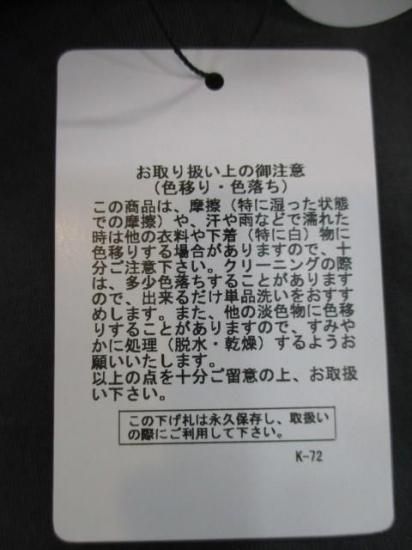 お取り扱い上の御注意
(色移り・色落ち)
この商品は、摩擦(特に湿った状態
での摩擦)や、汗や雨などで濡れた
時は他の衣料や下着(特に白)物に
色移りする場合がありますので、十
分ご注意下さい。クリーニングの際
は、多少色落ちすることがあります
ので、出来るだけ単品洗いをおすす
めします。また、他の淡色物に色移
りすることがありますので、すみや
かに処理(脱水・乾燥)するようお
願いいたします。
以上の点を十分ご留意の上、お取扱
い下さい。
この下げ札は永久保存し、取扱い
の際にご利用して下さい。
K-72